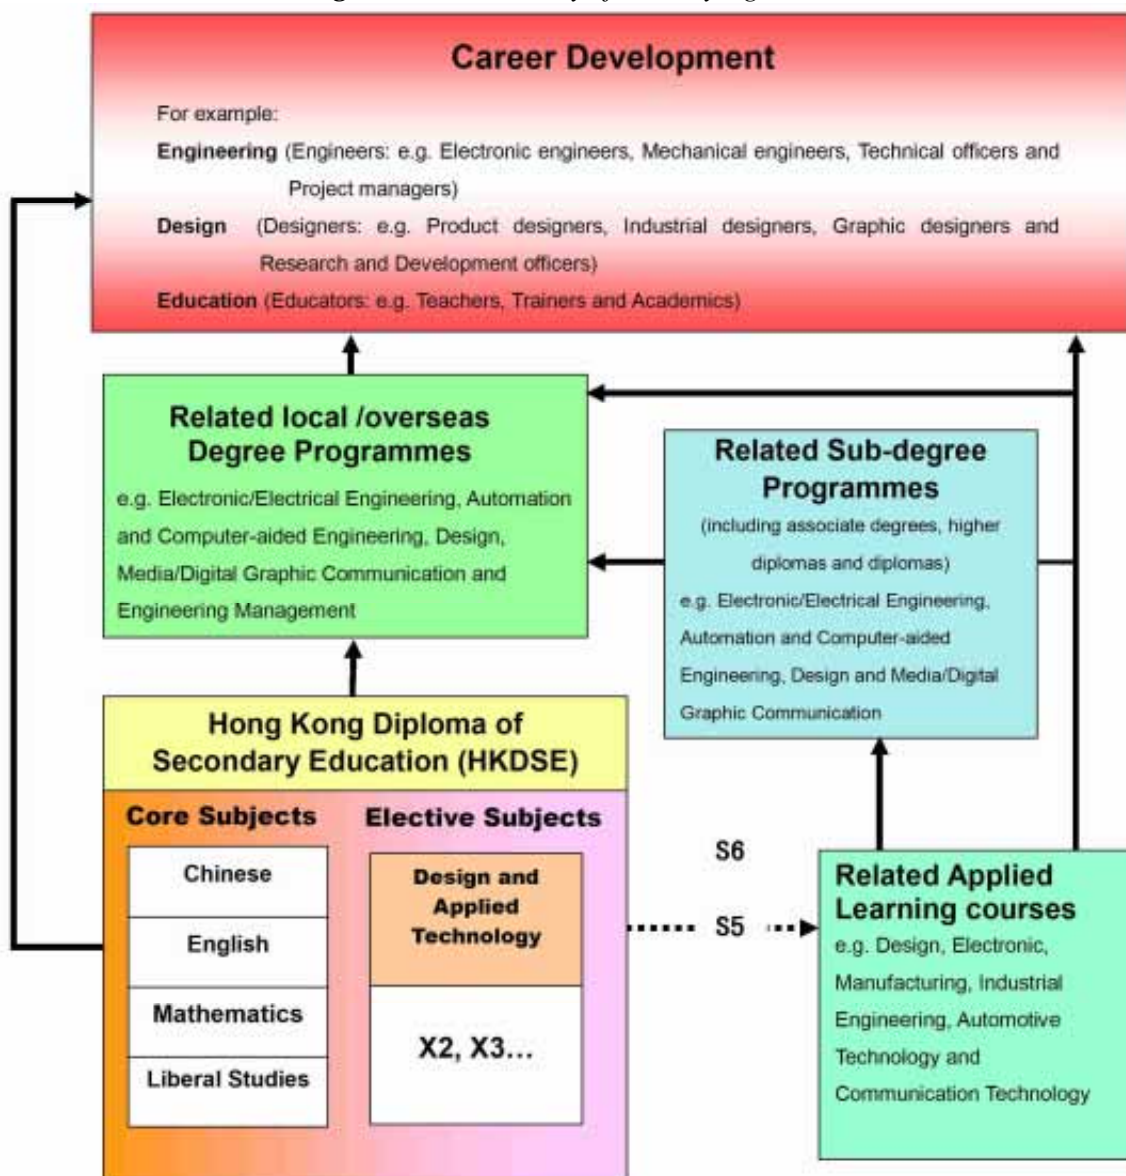 Career Development
For example:
Engineering (Engineers: e.g. Electronic engineers, Mechanical engineers, Technical officers and
Project managers)
Design (Designers: e.g. Product designers, Industrial designers, Graphic designers and
Research and Development officers)
Education (Educators: e.g. Teachers, Trainers and Academics)
Related local /overseas
Degree Programmes
e.g. Electronic/Electrical Engineering, Automation
and Computer-aided Engineering, Design,
Media/Digital Graphic Communication and
Engineering Management
Related Sub-degree
Programmes
(including associate degrees, higher
diplomas and diplomas)
e.g. Electronic/Electrical Engineering,
Automation and Computer-aided
Engineering, Design and Media/Digital
Graphic Communication
Hong Kong Diploma of
Secondary Education (HKDSE)
Core Subjects
Chinese
English
Mathematics
Liberal Studies
Elective Subjects
Design and
Applied
Technology
X2, X3...
S6
S5
Related Applied
Learning courses
e.g. Design, Electronic,
Manufacturing, Industrial
Engineering, Automotive
Technology and
Communication Technology